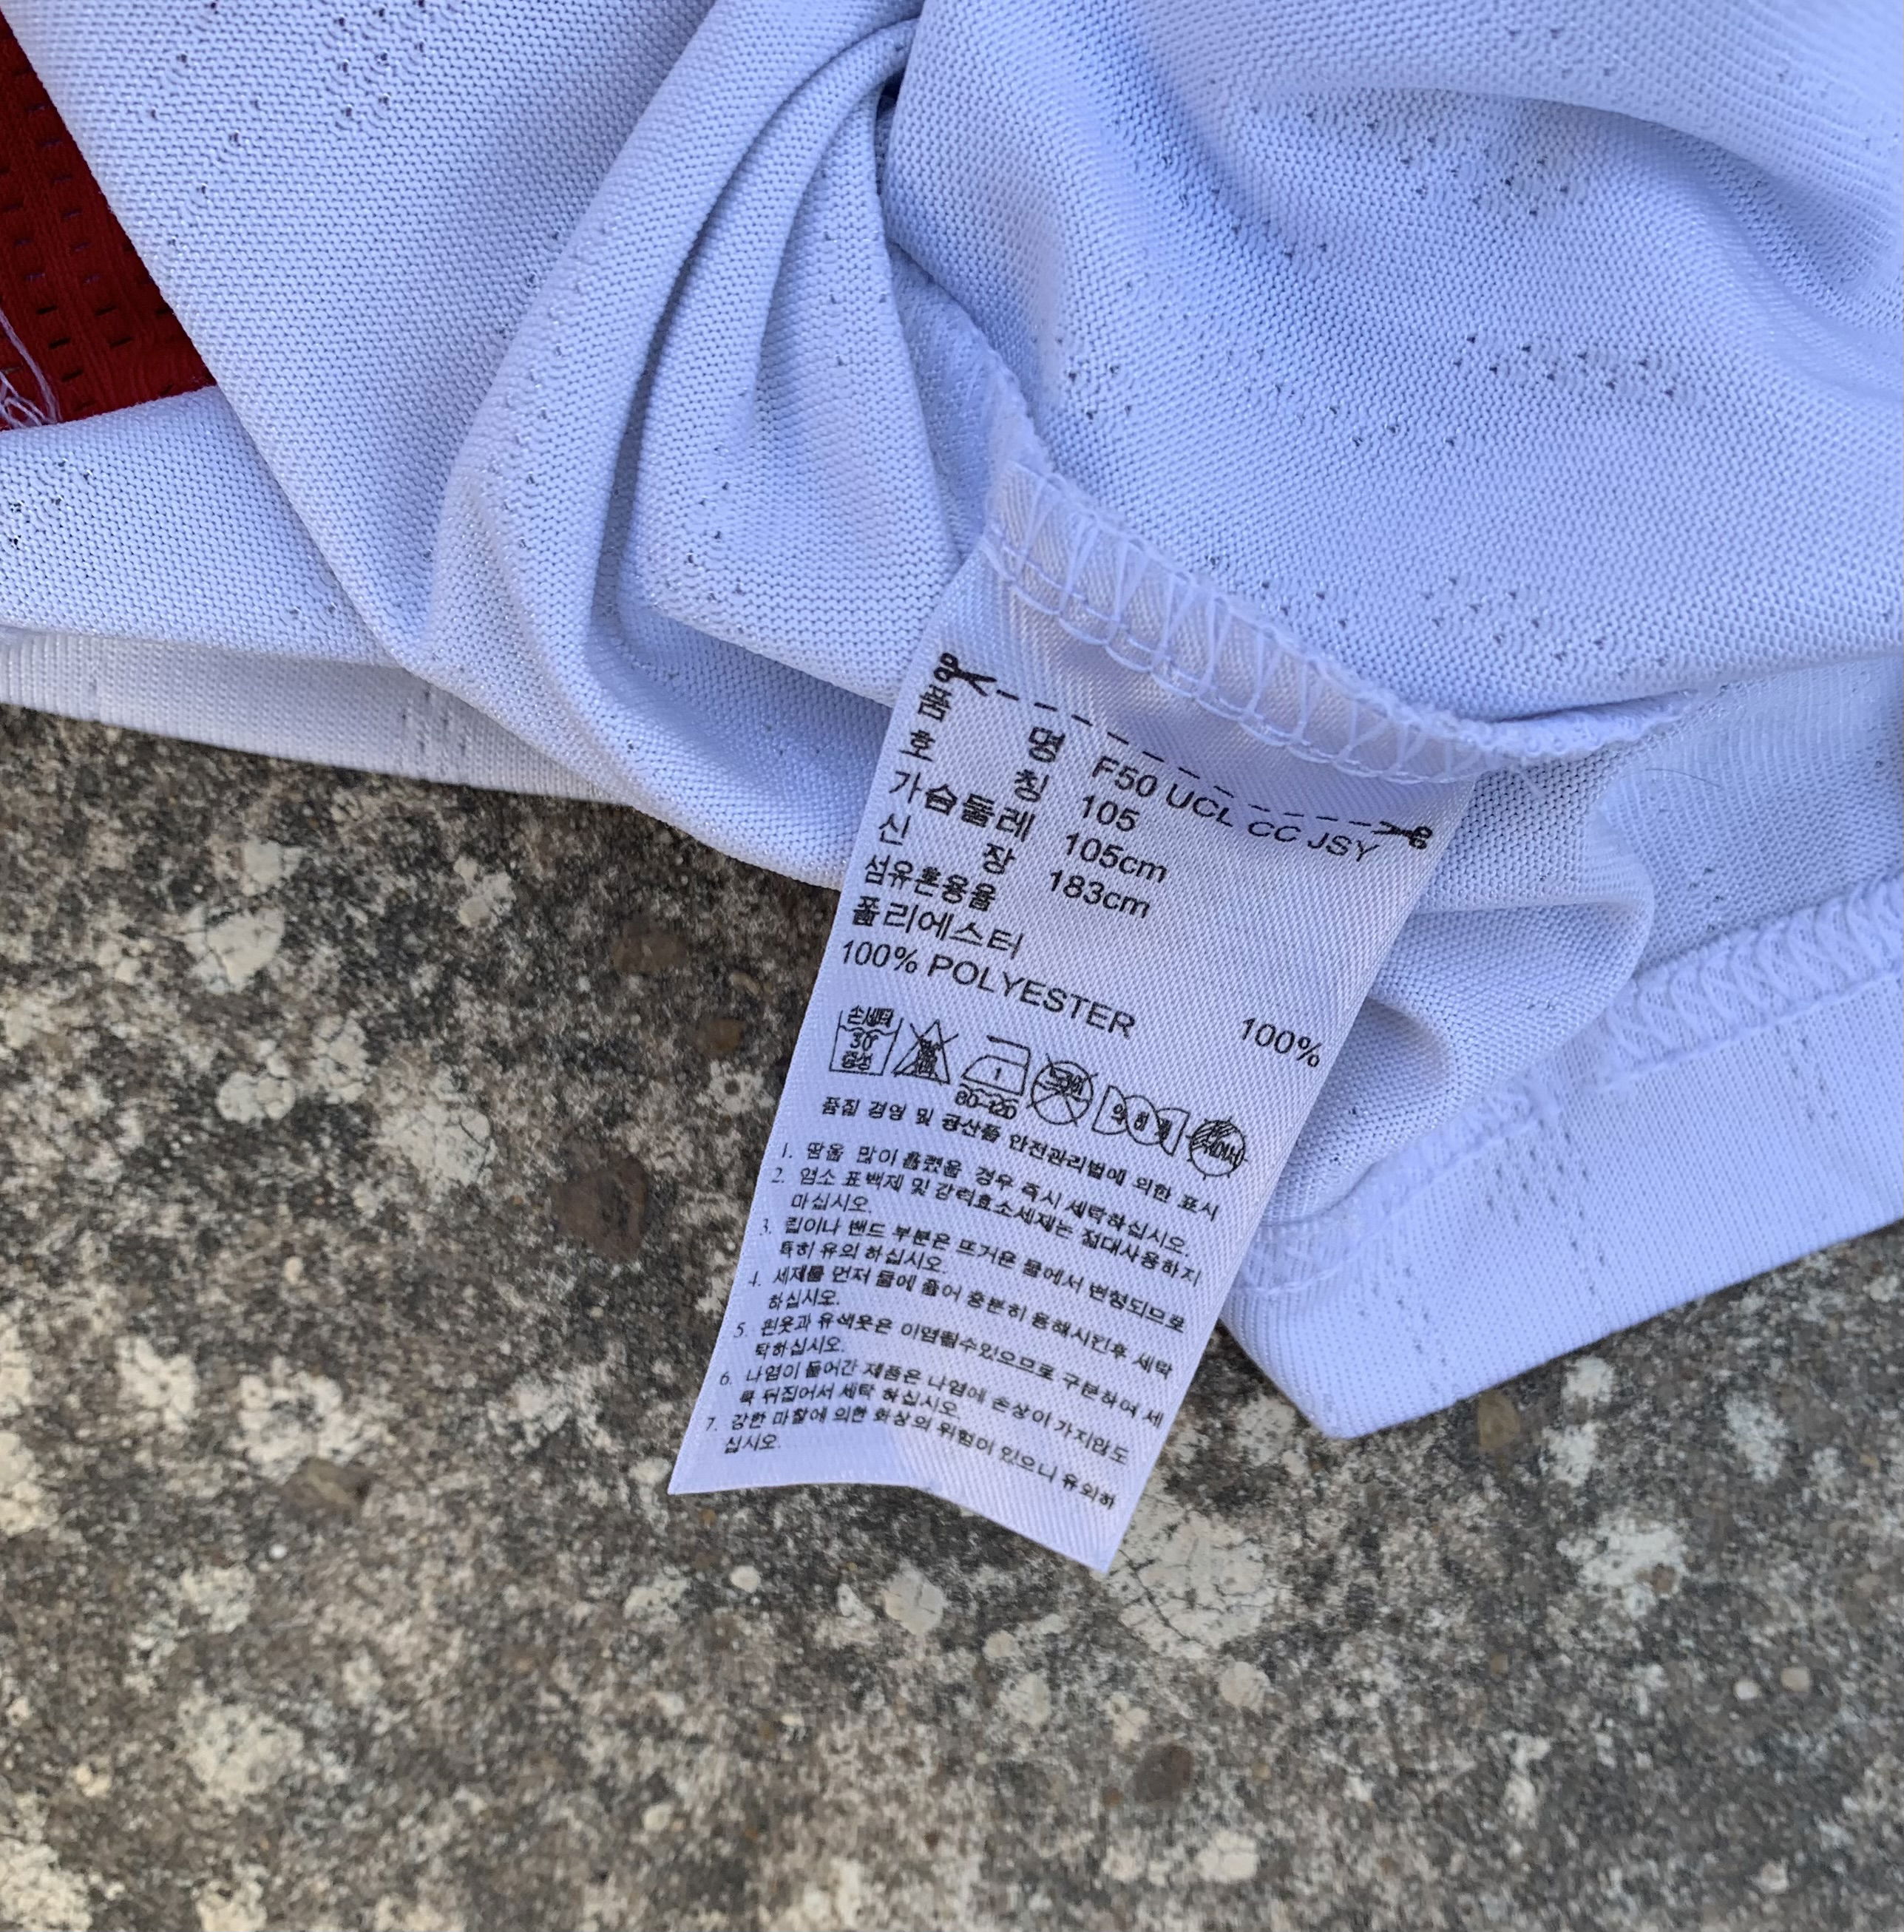 품 명 F50 UCL CC JSY
호 칭 105
가슴둘레 105cm
신 장 183cm
섬유혼용율
폴리에스터 100%
100% POLYESTER
손세탁 30° 중성
80~120
품질 경영 및 공산품 안전관리법에 의한 표시
1. 땀을 많이 흘렸을 경우 즉시 세탁하십시오.
2. 염소 표백제 및 강력효소세제는 절대사용하지
마십시오.
3. 립이나 밴드 부분은 뜨거운 물에서 변형되므로
특히 유의 하십시오.
4. 세제를 먼저 물에 풀어 충분히 용해시킨후 세탁
하십시오.
5. 흰옷과 유색옷은 이염될수있으므로 구분하여 세
탁하십시오.
6. 나염이 들어간 제품은 나염에 손상이 가지않도
록 뒤집어서 세탁 하십시오
7. 강한 마찰에 의한 화상의 위험이 있으니 유의하
십시오.